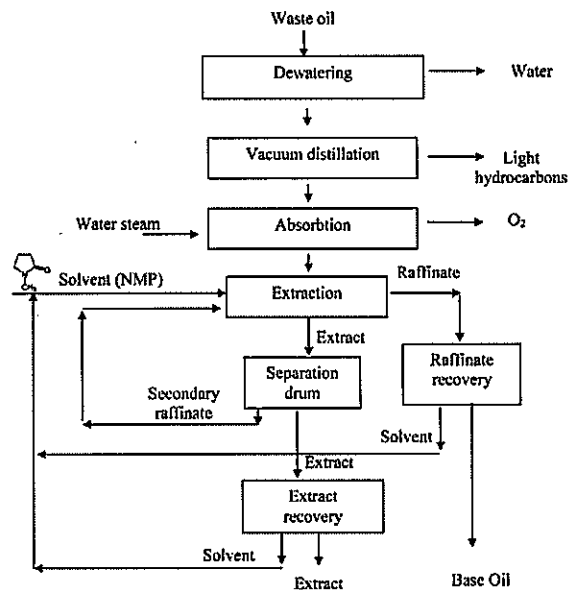 Waste oil
Dewatering
Water
Vacuum distillation
Light
hydrocarbons
Absorbtion
O₂
Water steam
CH₃
Solvent (NMP)
Extraction
Raffinate
Extract
Separation
drum
Raffinate
recovery
Secondary
raffinate
Solvent
Extract
Extract
recovery
Solvent
Extract
Base Oil